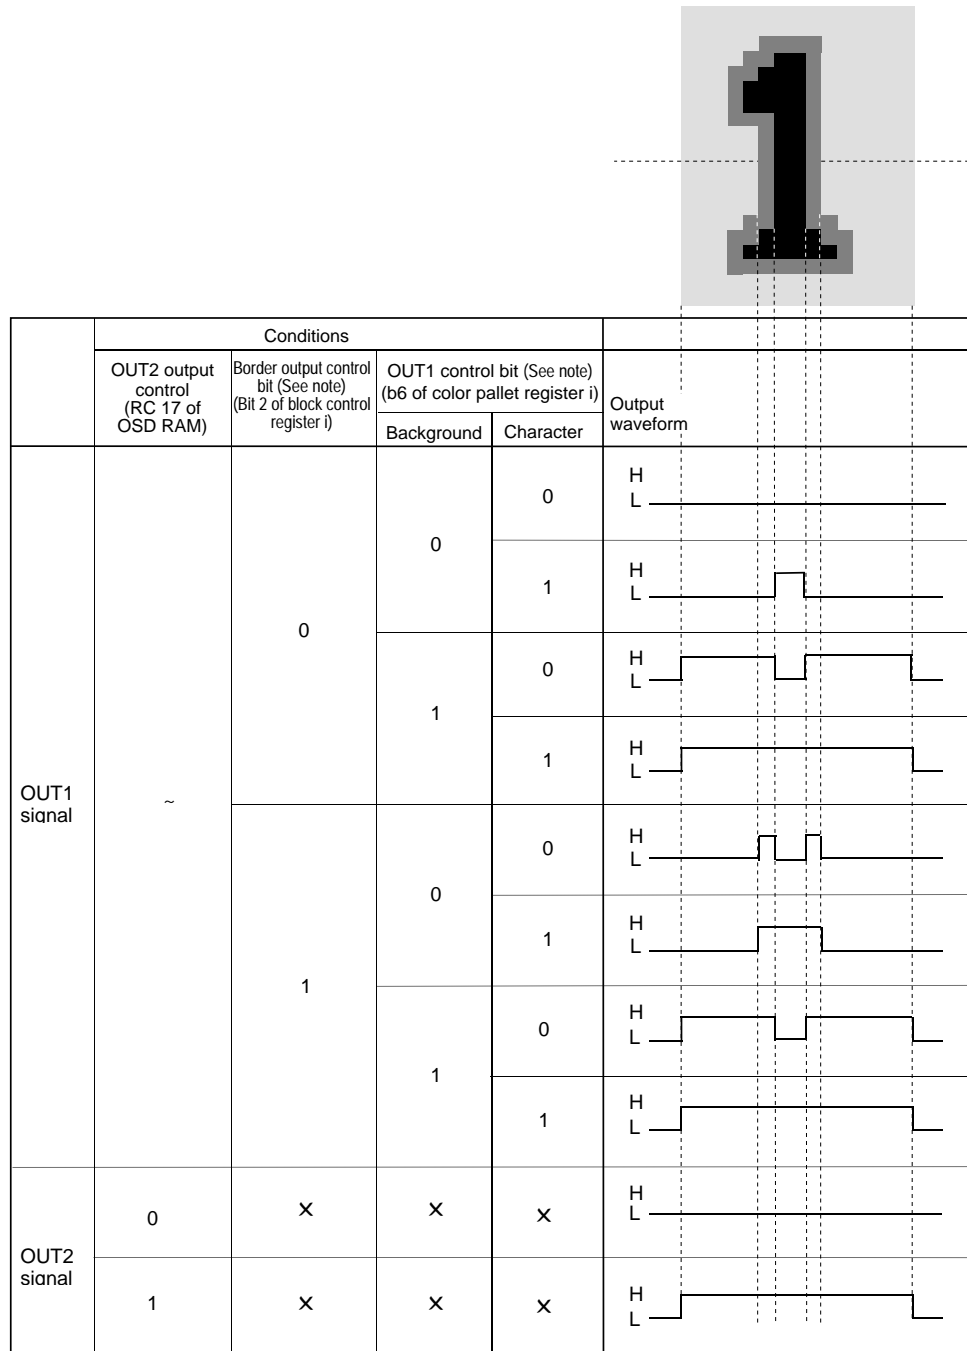 Conditions
OUT2 output
control
(RC 17 of
OSD RAM)
Border output control
bit (See note)
(Bit 2 of block control
register i)
OUT1 control bit (See note)
(b6 of color pallet register i)
Background
Character
Output
waveform
OUT1
signal
~
0
0
0
H
L
1
H
L
1
0
H
L
1
H
L
1
0
0
H
L
1
H
L
1
0
H
L
1
H
L
OUT2
signal
0
×
×
×
H
L
1
×
×
×
H
L